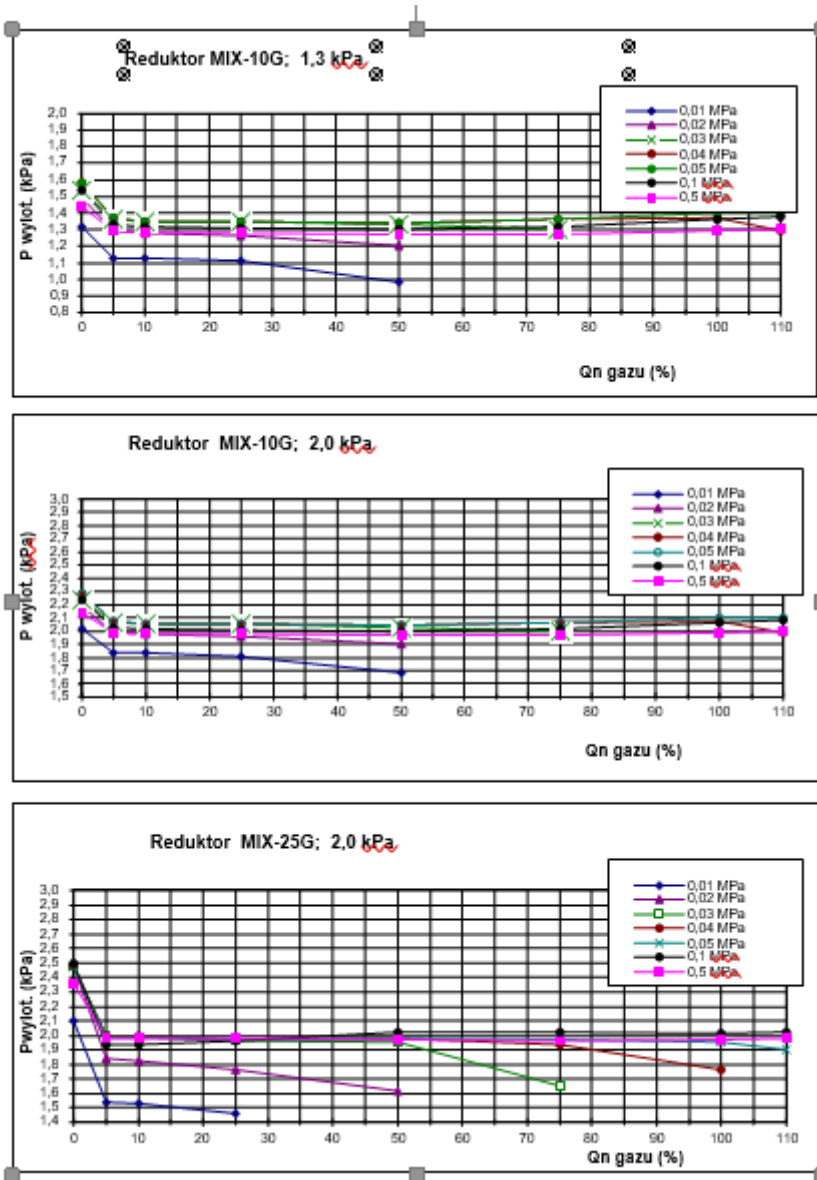 Reduktor MIX-10G; 1,3 kPa
0,01 MPa
0,02 MPa
0,03 MPa
0,04 MPa
0,05 MPa
0,1 MPa
0,5 MPa
P wylot. (kPa)
2,0
1,9
1,8
1,7
1,6
1,5
1,4
1,3
1,2
1,1
1,0
0,9
0,8
0 10 20 30 40 50 60 70 80 90 100 110
Qn gazu (%)
Reduktor MIX-10G; 2,0 kPa
0,01 MPa
0,02 MPa
0,03 MPa
0,04 MPa
0,05 MPa
0,1 MPa
0,5 MPa
P wylot. (kPa)
3,0
2,9
2,8
2,7
2,6
2,5
2,4
2,3
2,2
2,1
2,0
1,9
1,8
1,7
1,6
1,5
0 10 20 30 40 50 60 70 80 90 100 110
Qn gazu (%)
Reduktor MIX-25G; 2,0 kPa
0,01 MPa
0,02 MPa
0,03 MPa
0,04 MPa
0,05 MPa
0,1 MPa
0,5 MPa
Pwylot. (kPa)
3,0
2,9
2,8
2,7
2,6
2,5
2,4
2,3
2,2
2,1
2,0
1,9
1,8
1,7
1,6
1,5
1,4
0 10 20 30 40 50 60 70 80 90 100 110
Qn gazu (%)